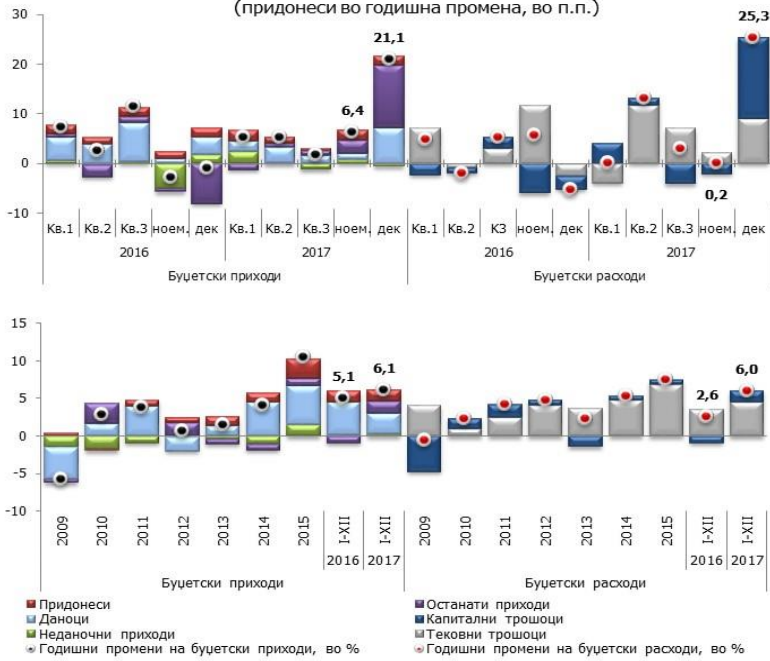 (придонеси во годишна промена, во п.п.)
30
20
10
0
-10
21,1
6,4
25,3
0,2
Кв.1 Кв.2 Кв.3 ноем. дек Кв.1 Кв.2 Кв.3 ноем. дек Кв.1 Кв.2 К3 ноем. дек Кв.1 Кв.2 Кв.3 ноем. дек
2016 2017 2016 2017
Буџетски приходи Буџетски расходи
15
10
5
0
-5
-10
5,1
6,1
2,6
6,0
2009 2010 2011 2012 2013 2014 2015 I-XII I-XII 2009 2010 2011 2012 2013 2014 2015 I-XII I-XII
2016 2017 2016 2017
Буџетски приходи Буџетски расходи
Придонеси Останати приходи
Даноци Капитални трошоци
Неданочни приходи Тековни трошоци
Годишни промени на буџетски приходи, во % Годишни промени на буџетски расходи, во %